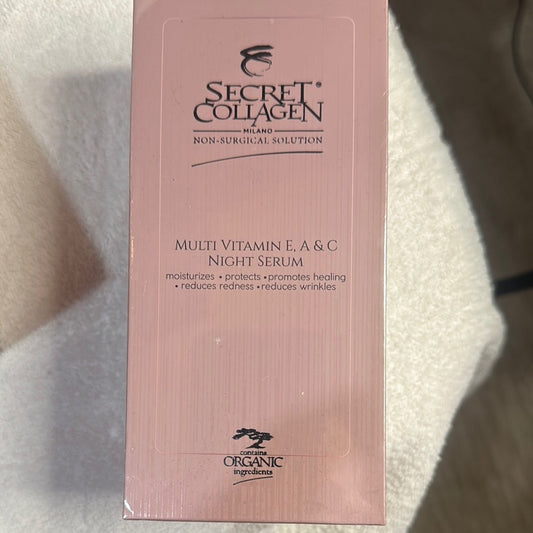 SECRET®
COLLAGEN
MILANO
NON-SURGICAL SOLUTION
MULTI VITAMIN E, A & C
NIGHT SERUM
moisturizes • protects • promotes healing
• reduces redness • reduces wrinkles
contains
ORGANIC
ingredients